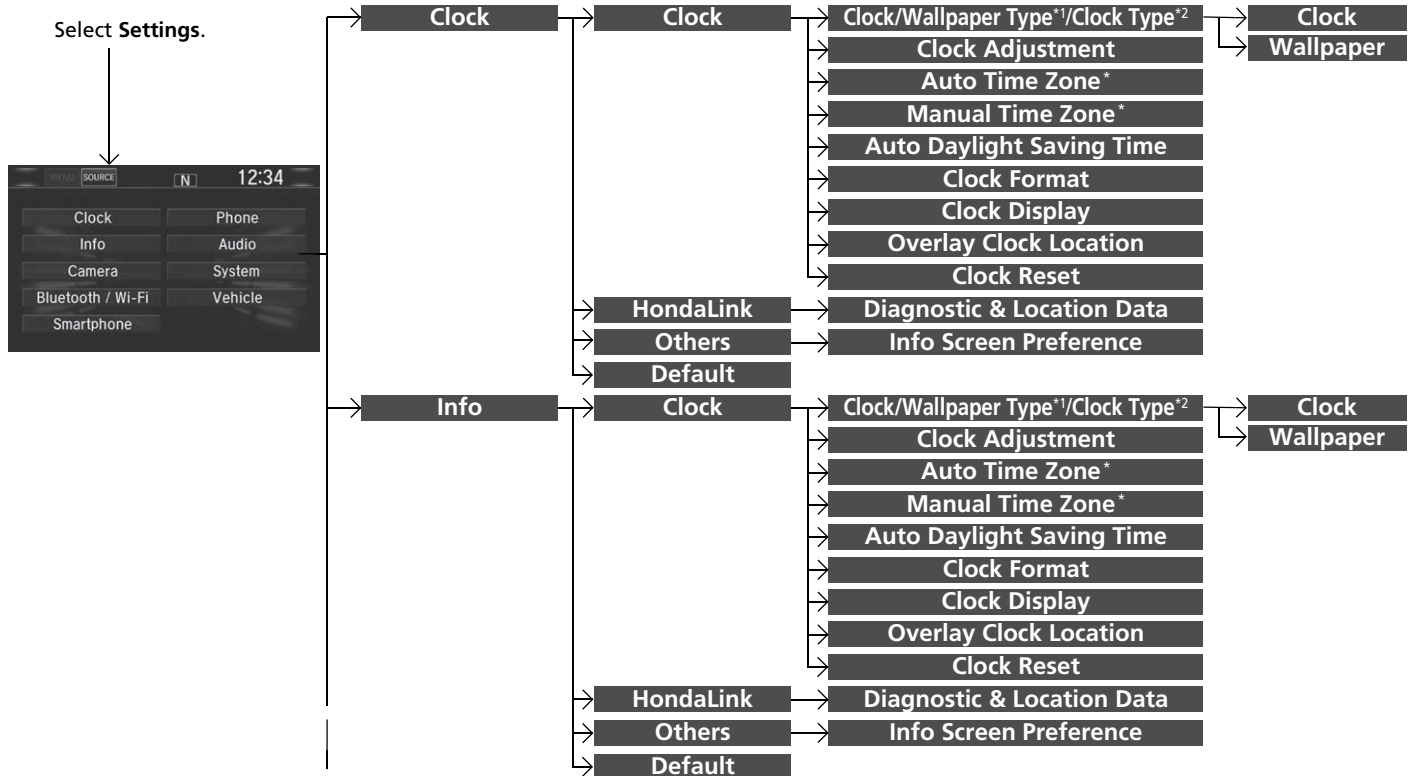 Select Settings.
MENU SOURCE N 12:34
Clock Phone
Info Audio
Camera System
Bluetooth / Wi-Fi Vehicle
Smartphone
Clock
Clock
Clock/Wallpaper Type*1/Clock Type*2
Clock
Wallpaper
Clock Adjustment
Auto Time Zone*
Manual Time Zone*
Auto Daylight Saving Time
Clock Format
Clock Display
Overlay Clock Location
Clock Reset
HondaLink
Diagnostic & Location Data
Others
Info Screen Preference
Default
Info
Clock
Clock/Wallpaper Type*1/Clock Type*2
Clock
Wallpaper
Clock Adjustment
Auto Time Zone*
Manual Time Zone*
Auto Daylight Saving Time
Clock Format
Clock Display
Overlay Clock Location
Clock Reset
HondaLink
Diagnostic & Location Data
Others
Info Screen Preference
Default